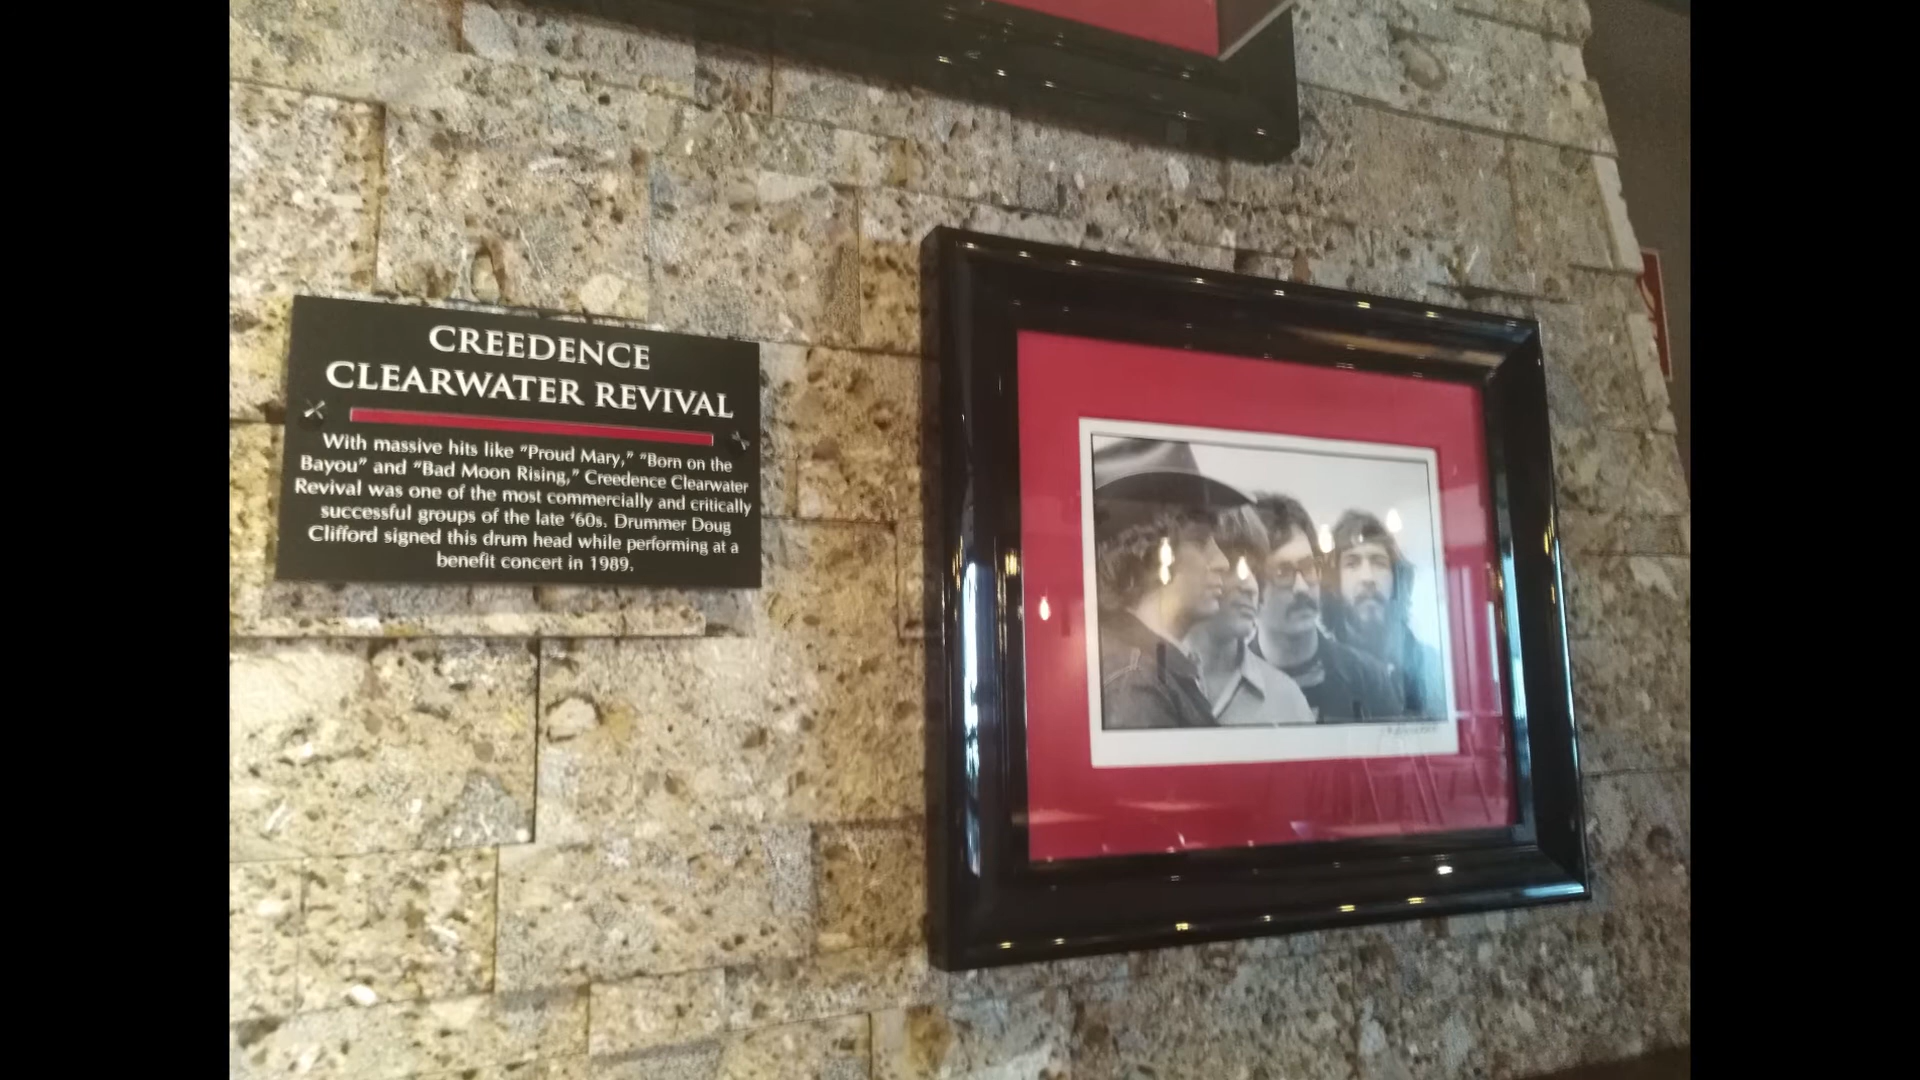 CREEDENCE
CLEARWATER REVIVAL
With massive hits like "Proud Mary," "Born on the
Bayou" and "Bad Moon Rising," Creedence Clearwater
Revival was one of the most commercially and critically
successful groups of the late '60s. Drummer Doug
Clifford signed this drum head while performing at a
benefit concert in 1989.